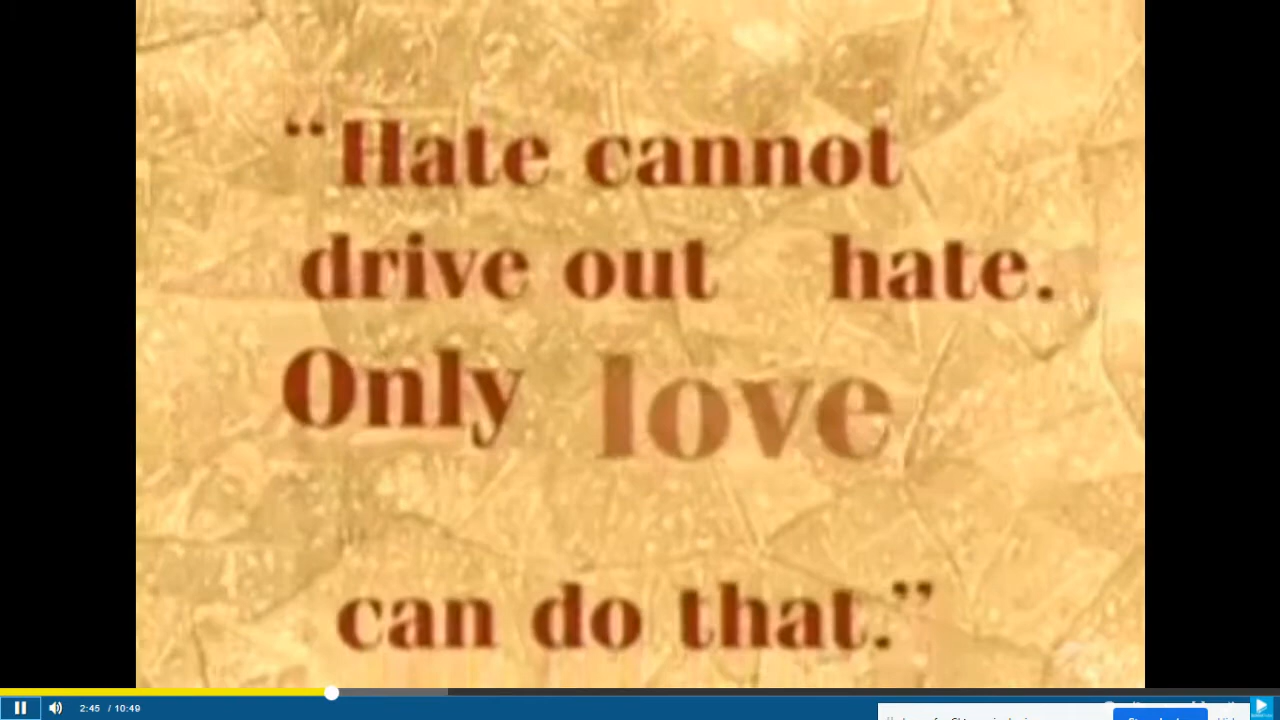 “Hate cannot
drive out hate.
Only love
can do that.”
2:45 / 10:49